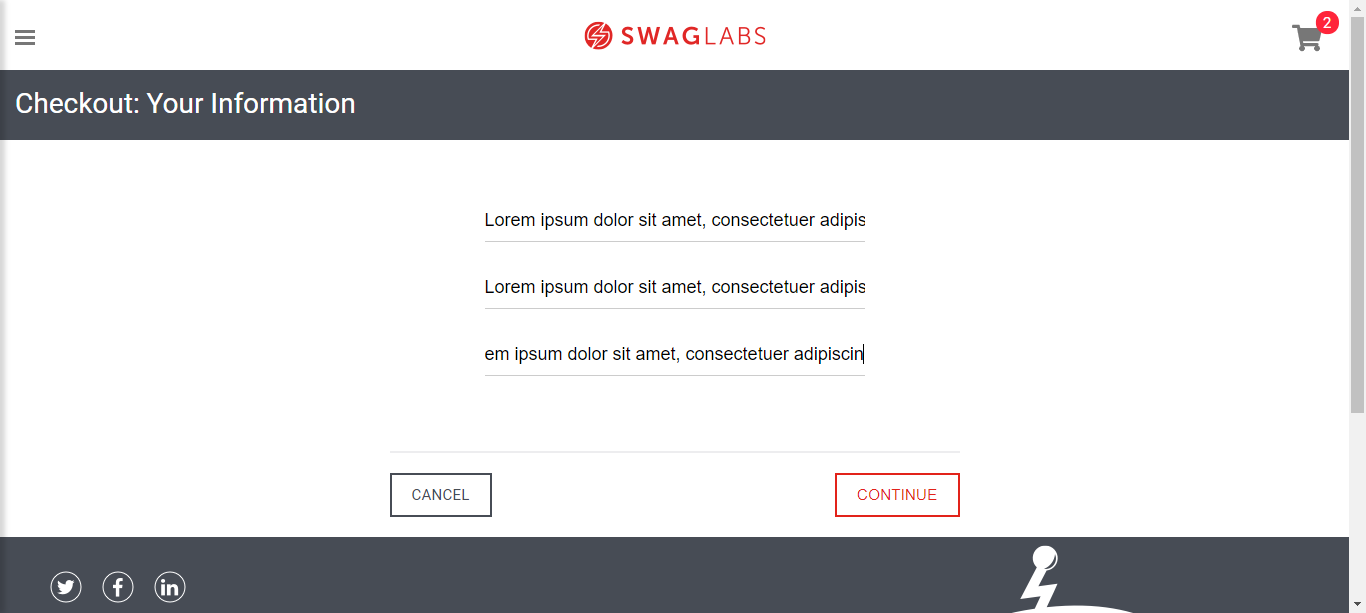 SWAGLABS
2
Checkout: Your Information
Lorem ipsum dolor sit amet, consectetuer adipis
Lorem ipsum dolor sit amet, consectetuer adipis
em ipsum dolor sit amet, consectetuer adipiscin
CANCEL
CONTINUE